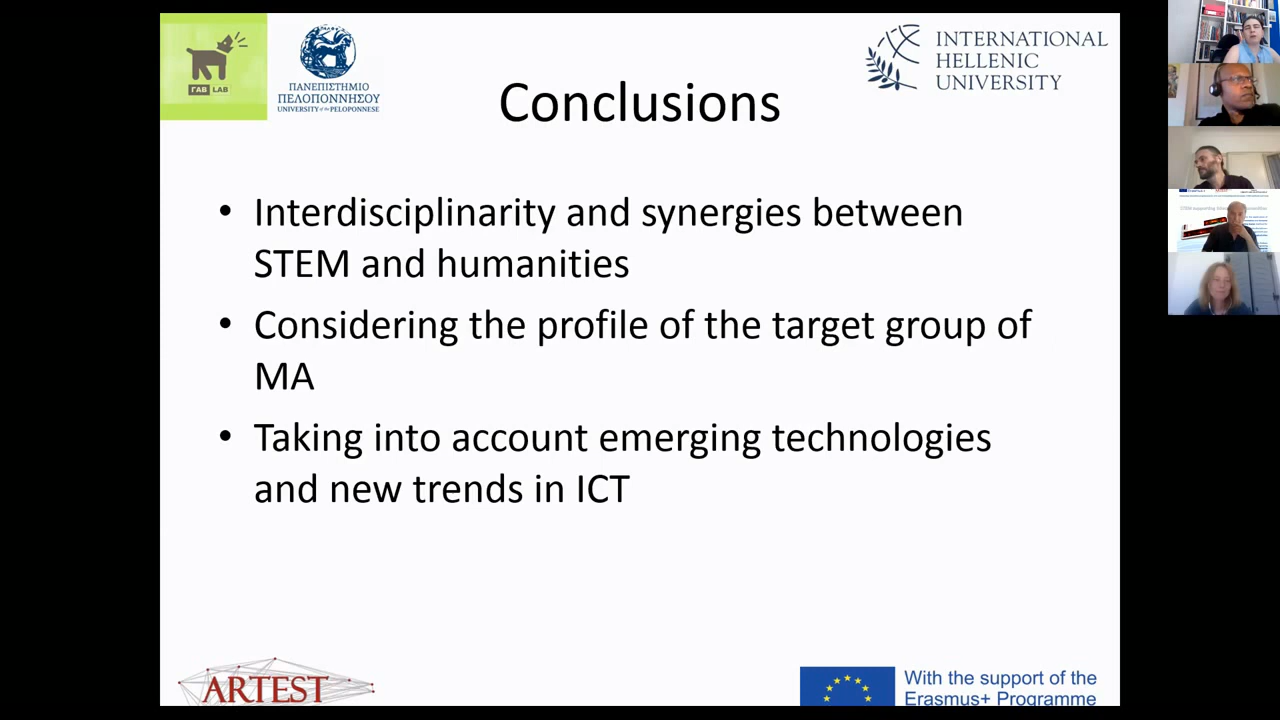 ΓΑΒ LAB
ΠΑΝΕΠΙΣΤΗΜΙΟ
ΠΕΛΟΠΟΝΝΗΣΟΥ
UNIVERSITY of the PELOPONNESE
INTERNATIONAL
HELLENIC
UNIVERSITY
Conclusions
• Interdisciplinarity and synergies between
STEM and humanities
• Considering the profile of the target group of
MA
• Taking into account emerging technologies
and new trends in ICT
ARTEST
With the support of the
Erasmus+ Programme